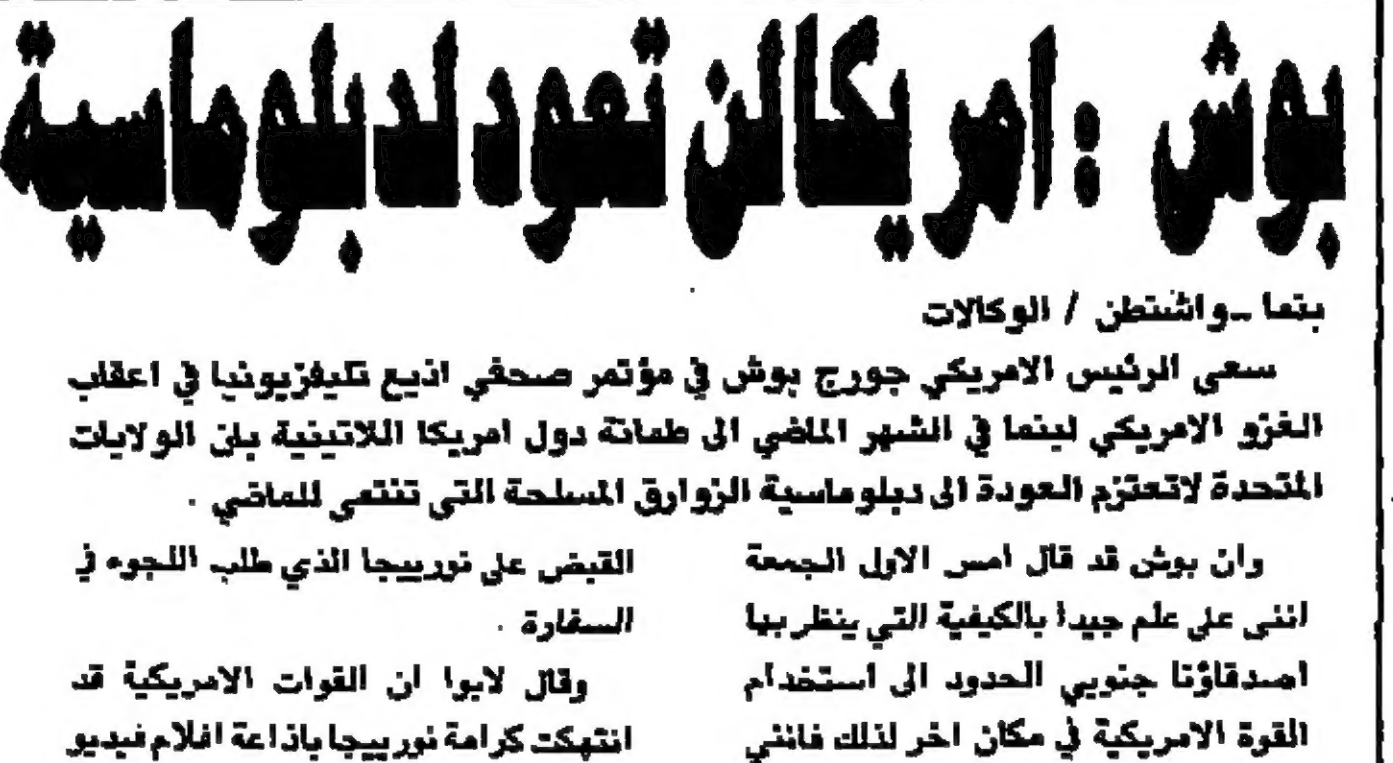 بوش : امريكا لن تعود لدبلوماسية
بنما ـ واشنطن / الوكالات
سعى الرئيس الامريكي جورج بوش في مؤتمر صحفي اذيع تليفزيونيا في اعقاب
الغزو الامريكي لبنما في الشهر الماضي الى طمانة دول امريكا اللاتينية بان الولايات
المتحدة لاتعتزم العودة الى دبلوماسية الزوارق المسلحة التي تنتمى للماضي .
وان بوش قد قال امس الاول الجمعة
اننى على علم جيدا بالكيفية التي ينظر بها
اصدقاؤنا جنوبي الحدود الى استخدام
القوة الامريكية في مكان اخر لذلك فانني
القبض على نورييجا الذي طلب اللجوء في
السفارة .
وقال لابوا ان القوات الامريكية قد
انتهكت كرامة نورييجا باذاعة افلام فيديو